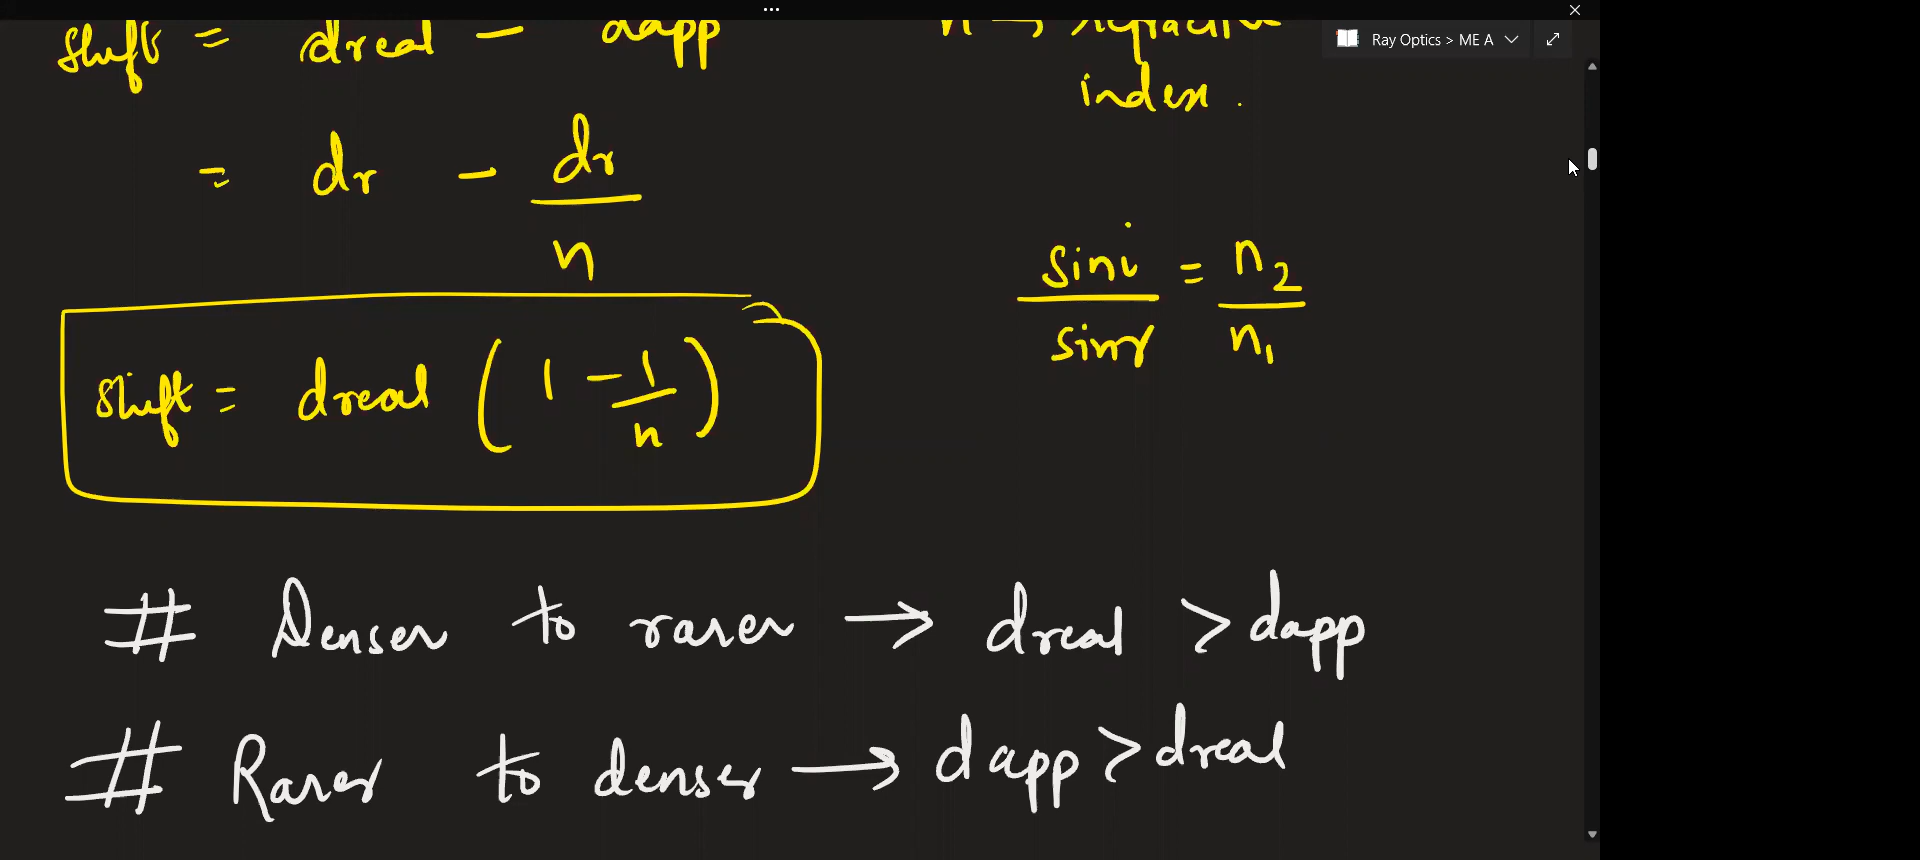 Ray Optics > ME A
shift = dreal - dapp
n → refractive
index.
= dr - dr/n
sini/sinr = n₂/n₁
shift = dreal (1 - 1/n)
# Denser to rarer → dreal > dapp
# Rarer to denser → dapp > dreal